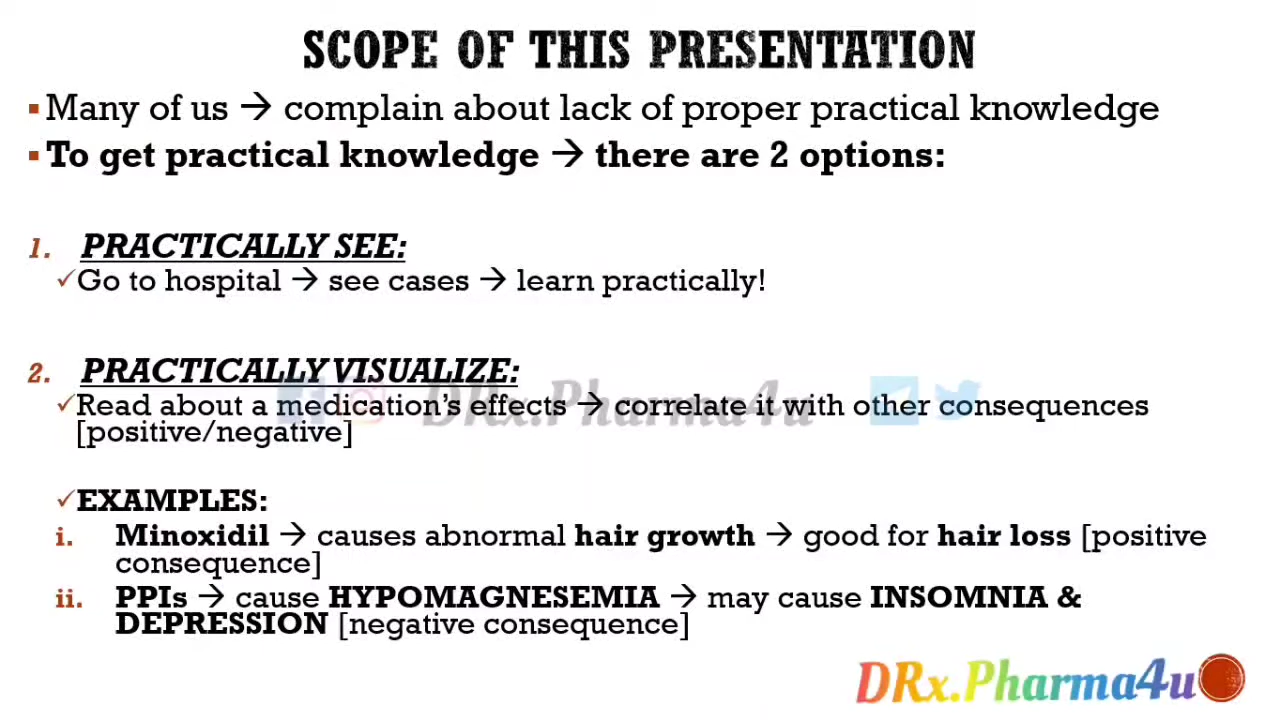 SCOPE OF THIS PRESENTATION
▪ Many of us → complain about lack of proper practical knowledge
▪ To get practical knowledge → there are 2 options:
1. PRACTICALLY SEE:
✓ Go to hospital → see cases → learn practically!
2. PRACTICALLY VISUALIZE:
✓ Read about a medication's effects → correlate it with other consequences
[positive/negative]
DRx.Pharma4u
✓ EXAMPLES:
i. Minoxidil → causes abnormal hair growth → good for hair loss [positive
consequence]
ii. PPIs → cause HYPOMAGNESEMIA → may cause INSOMNIA &
DEPRESSION [negative consequence]
DRx.Pharma4u